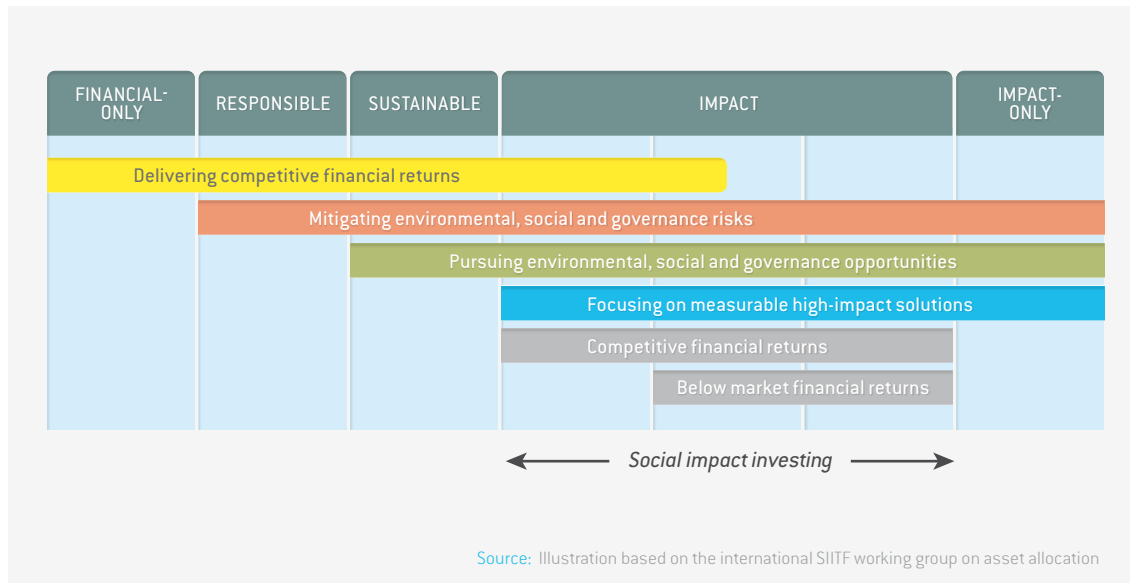 FINANCIAL-
ONLY
RESPONSIBLE
SUSTAINABLE
IMPACT
IMPACT-
ONLY
Delivering competitive financial returns
Mitigating environmental, social and governance risks
Pursuing environmental, social and governance opportunities
Focusing on measurable high-impact solutions
Competitive financial returns
Below market financial returns
Social impact investing
Source: Illustration based on the international SIITF working group on asset allocation